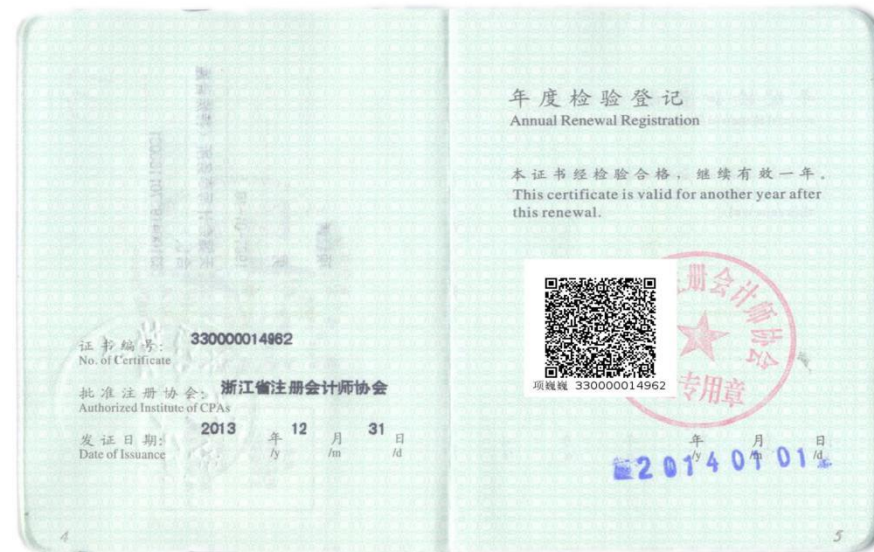 证书编号: 330000014962
No. of Certificate
批准注册协会: 浙江省注册会计师协会
Authorized Institute of CPAs
发证日期: 2013 年 12 月 31 日
Date of Issuance /y /m /d
4
年度检验登记
Annual Renewal Registration
本证书经检验合格，继续有效一年。
This certificate is valid for another year after
this renewal.
册会计师协会
专用章
项巍巍 330000014962
年 月 日
/y /m /d
2014 01 01
5